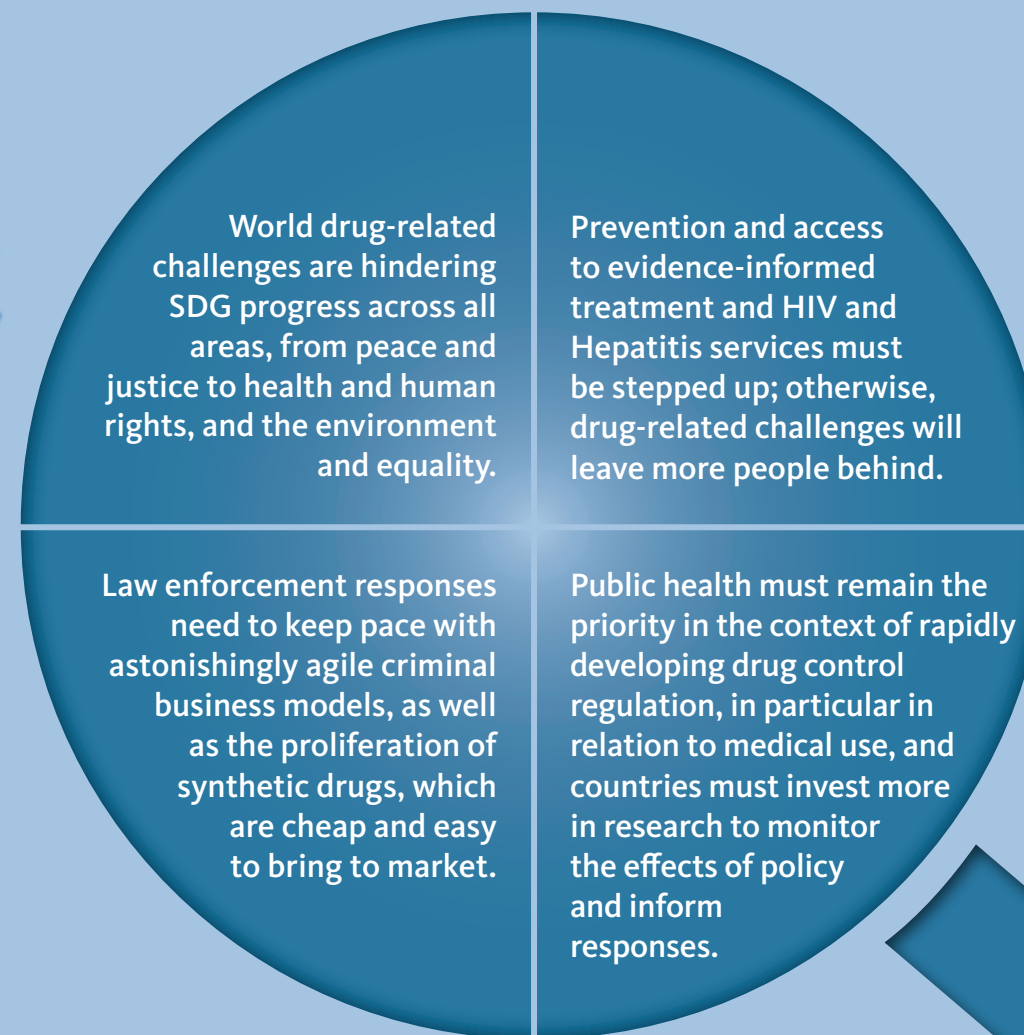 World drug-related
challenges are hindering
SDG progress across all
areas, from peace and
justice to health and human
rights, and the environment
and equality.
Prevention and access
to evidence-informed
treatment and HIV and
Hepatitis services must
be stepped up; otherwise,
drug-related challenges will
leave more people behind.
Law enforcement responses
need to keep pace with
astonishingly agile criminal
business models, as well
as the proliferation of
synthetic drugs, which
are cheap and easy
to bring to market.
Public health must remain the
priority in the context of rapidly
developing drug control
regulation, in particular in
relation to medical use, and
countries must invest more
in research to monitor
the effects of policy
and inform
responses.